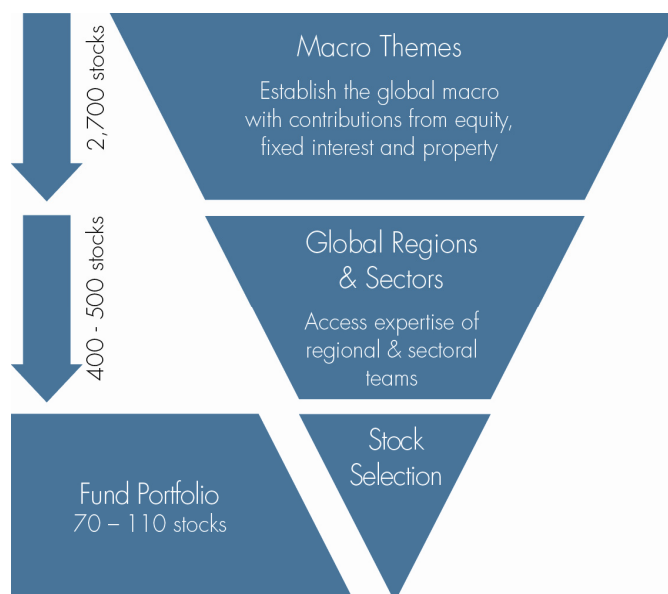 2,700 stocks
Macro Themes
Establish the global macro
with contributions from equity,
fixed interest and property
400 - 500 stocks
Global Regions
& Sectors
Access expertise of
regional & sectoral
teams
Stock
Selection
Fund Portfolio
70 – 110 stocks